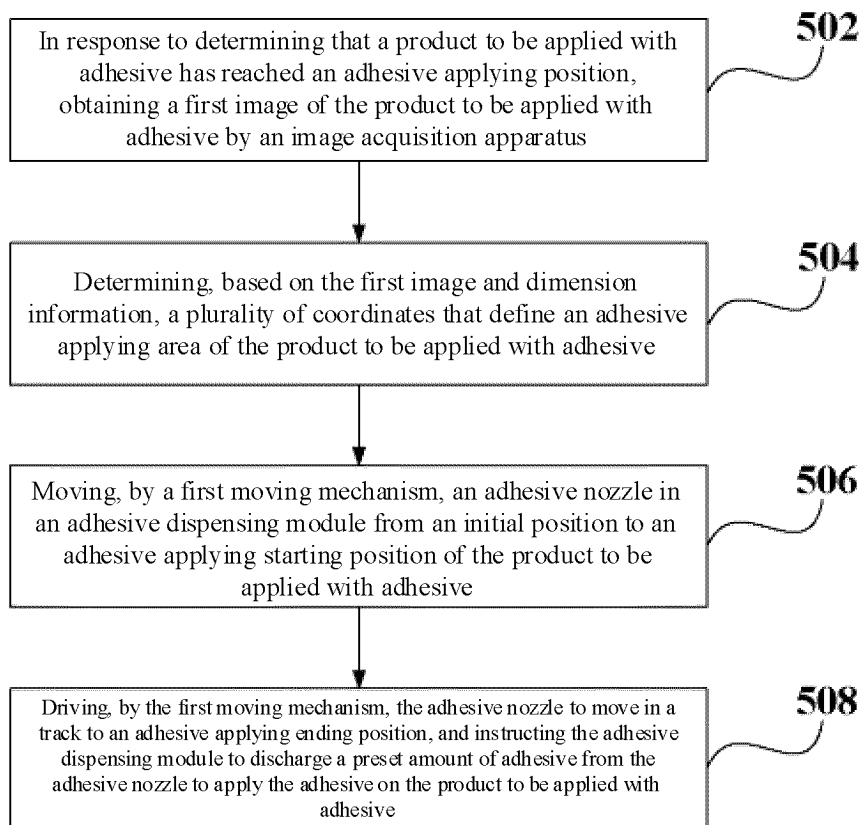 In response to determining that a product to be applied with
adhesive has reached an adhesive applying position,
obtaining a first image of the product to be applied with
adhesive by an image acquisition apparatus
502
Determining, based on the first image and dimension
information, a plurality of coordinates that define an adhesive
applying area of the product to be applied with adhesive
504
Moving, by a first moving mechanism, an adhesive nozzle in
an adhesive dispensing module from an initial position to an
adhesive applying starting position of the product to be
applied with adhesive
506
Driving, by the first moving mechanism, the adhesive nozzle to move in a
track to an adhesive applying ending position, and instructing the adhesive
dispensing module to discharge a preset amount of adhesive from the
adhesive nozzle to apply the adhesive on the product to be applied with
adhesive
508